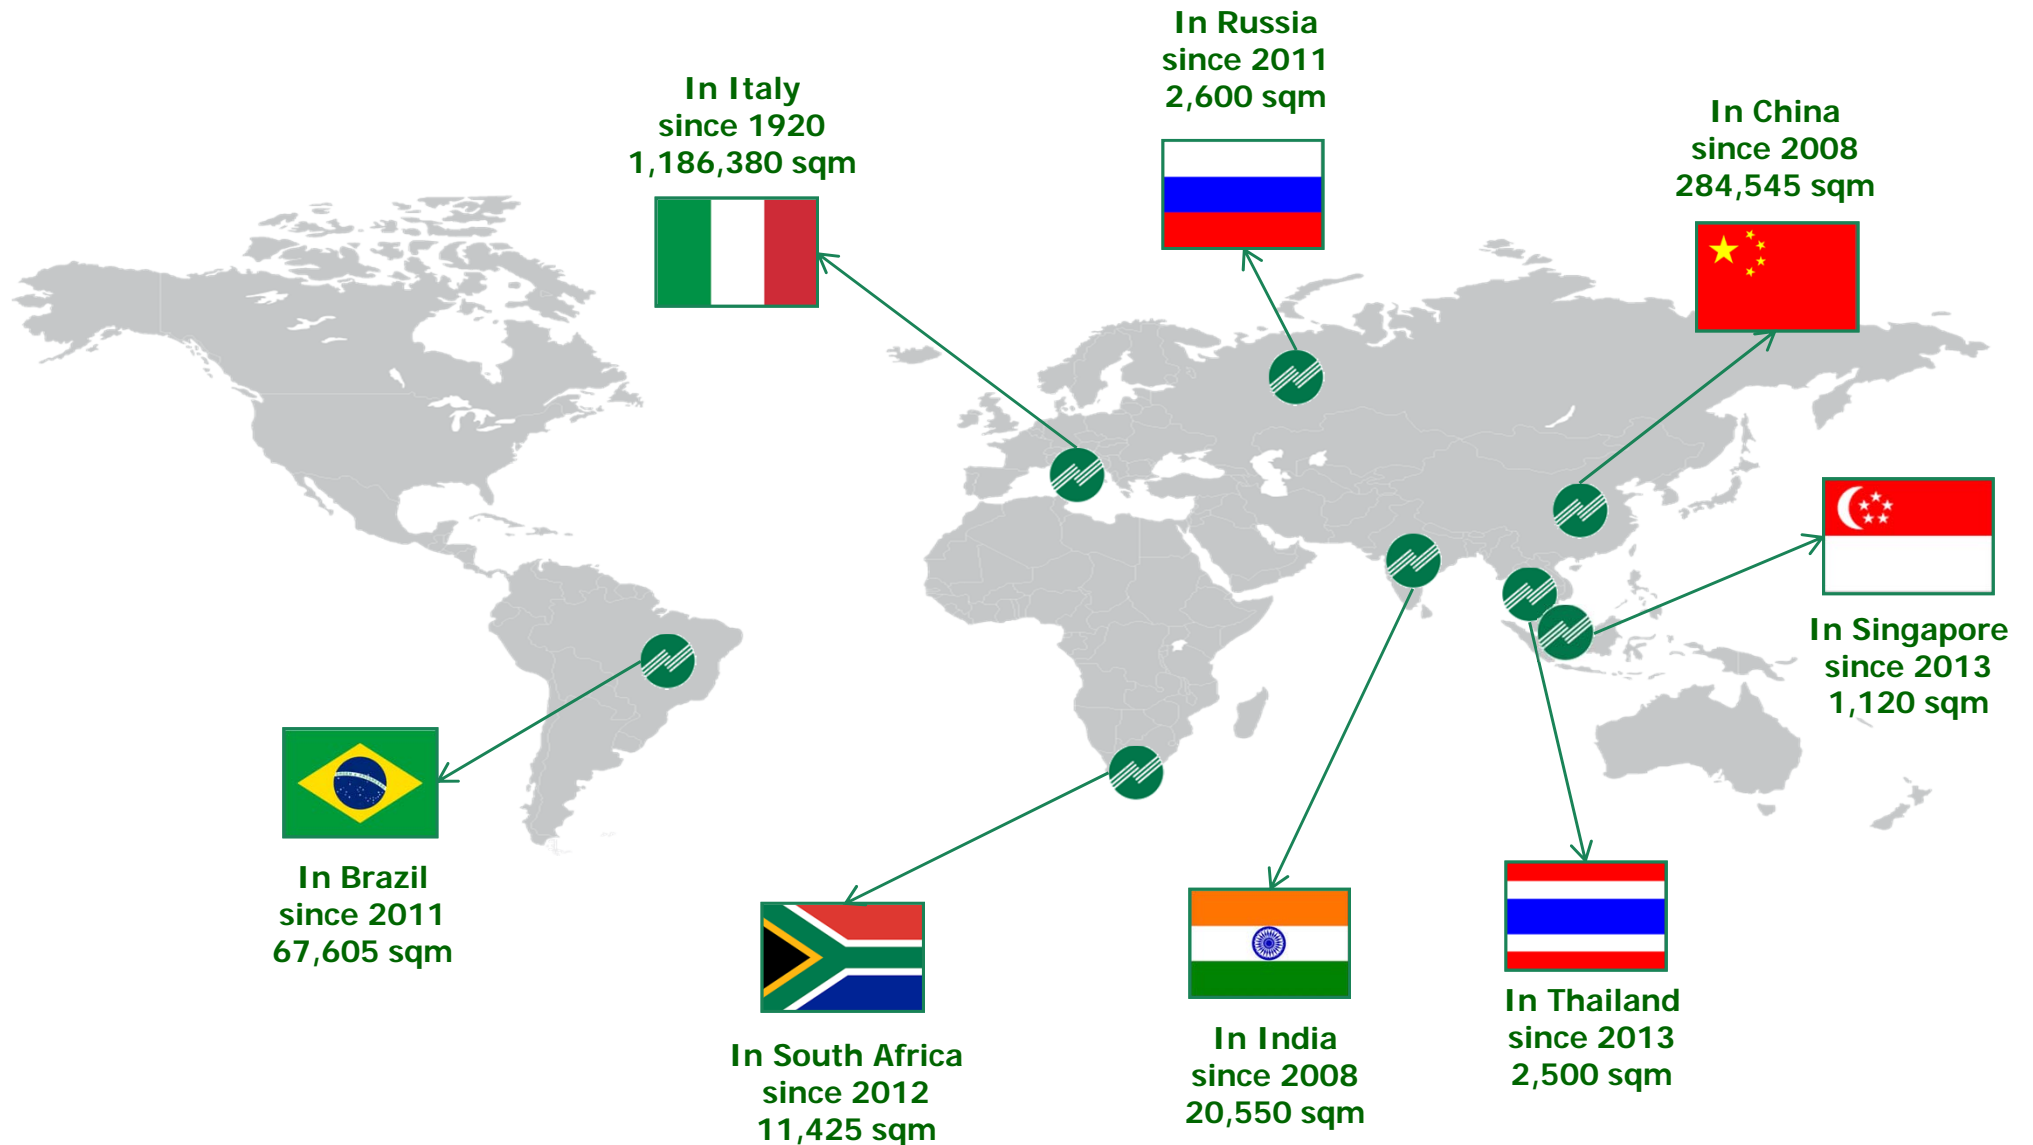 In Russia
since 2011
2,600 sqm
In Italy
since 1920
1,186,380 sqm
In China
since 2008
284,545 sqm
In Singapore
since 2013
1,120 sqm
In Brazil
since 2011
67,605 sqm
In South Africa
since 2012
11,425 sqm
In India
since 2008
20,550 sqm
In Thailand
since 2013
2,500 sqm